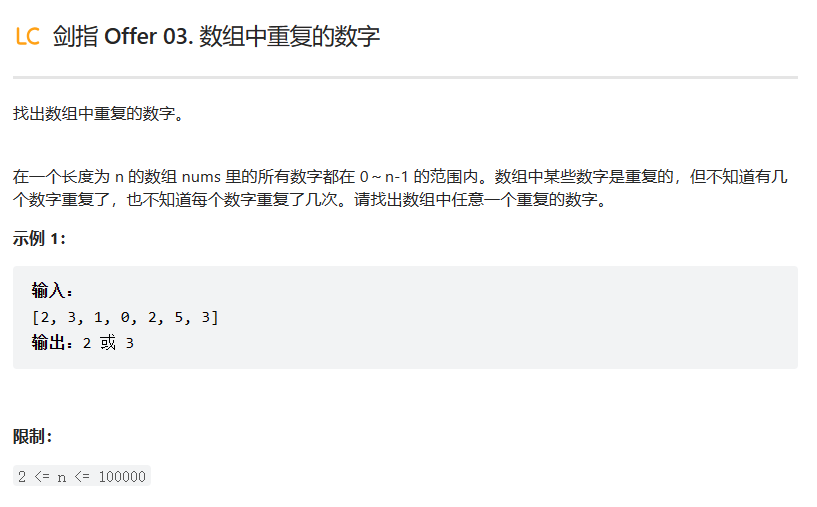 LC 剑指 Offer 03. 数组中重复的数字
找出数组中重复的数字。
在一个长度为 n 的数组 nums 里的所有数字都在 0～n-1 的范围内。数组中某些数字是重复的，但不知道有几
个数字重复了，也不知道每个数字重复了几次。请找出数组中任意一个重复的数字。
示例 1：
输入：
[2, 3, 1, 0, 2, 5, 3]
输出：2 或 3
限制：
2 <= n <= 100000